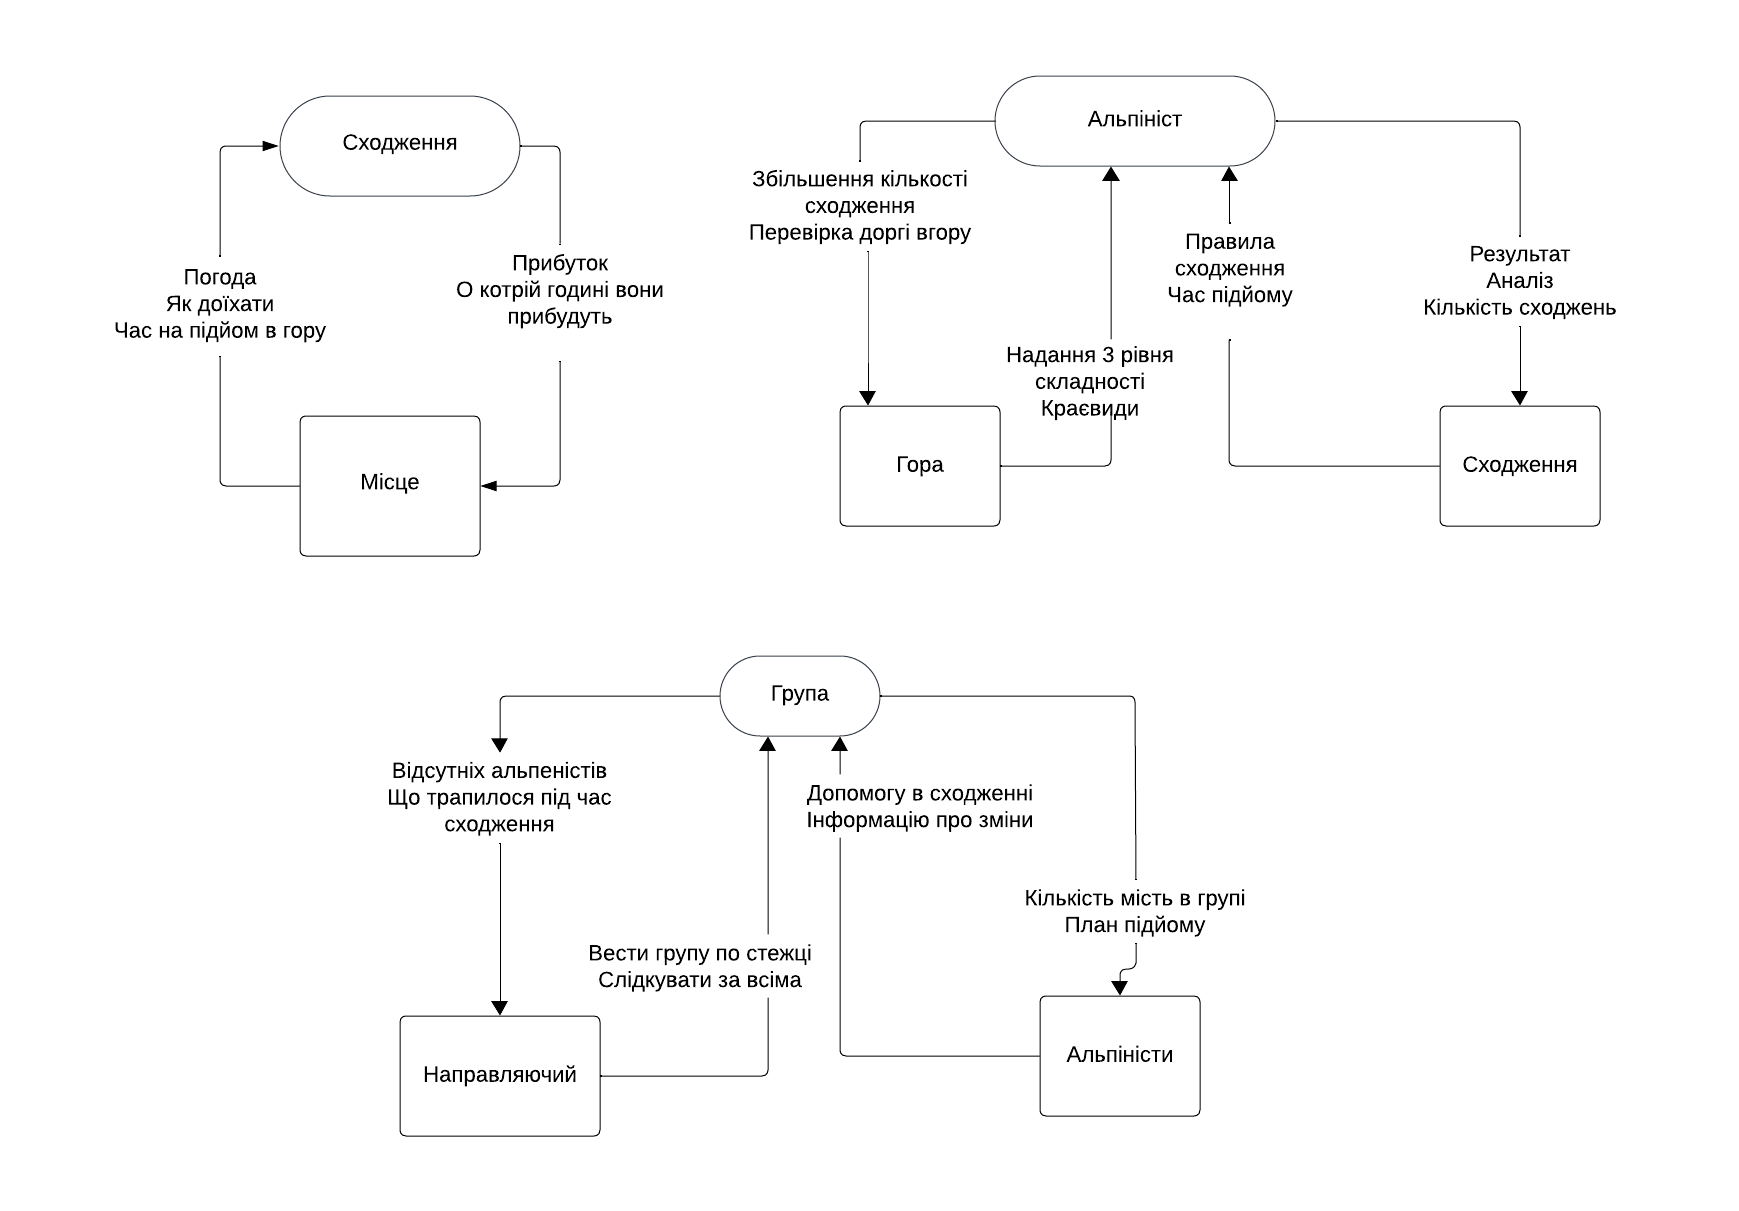 Сходження
Погода
Як доїхати
Час на підйом в гору
Прибуток
О котрій годині вони
прибудуть
Місце
Альпініст
Збільшення кількості
сходження
Перевірка доргі вгору
Надання 3 рівня
складності
Краєвиди
Правила
сходження
Час підйому
Результат
Аналіз
Кількість сходжень
Гора
Сходження
Група
Відсутніх альпеністів
Що трапилося під час
сходження
Допомогу в сходженні
Інформацію про зміни
Вести групу по стежці
Слідкувати за всіма
Кількість мість в групі
План підйому
Направляючий
Альпіністи